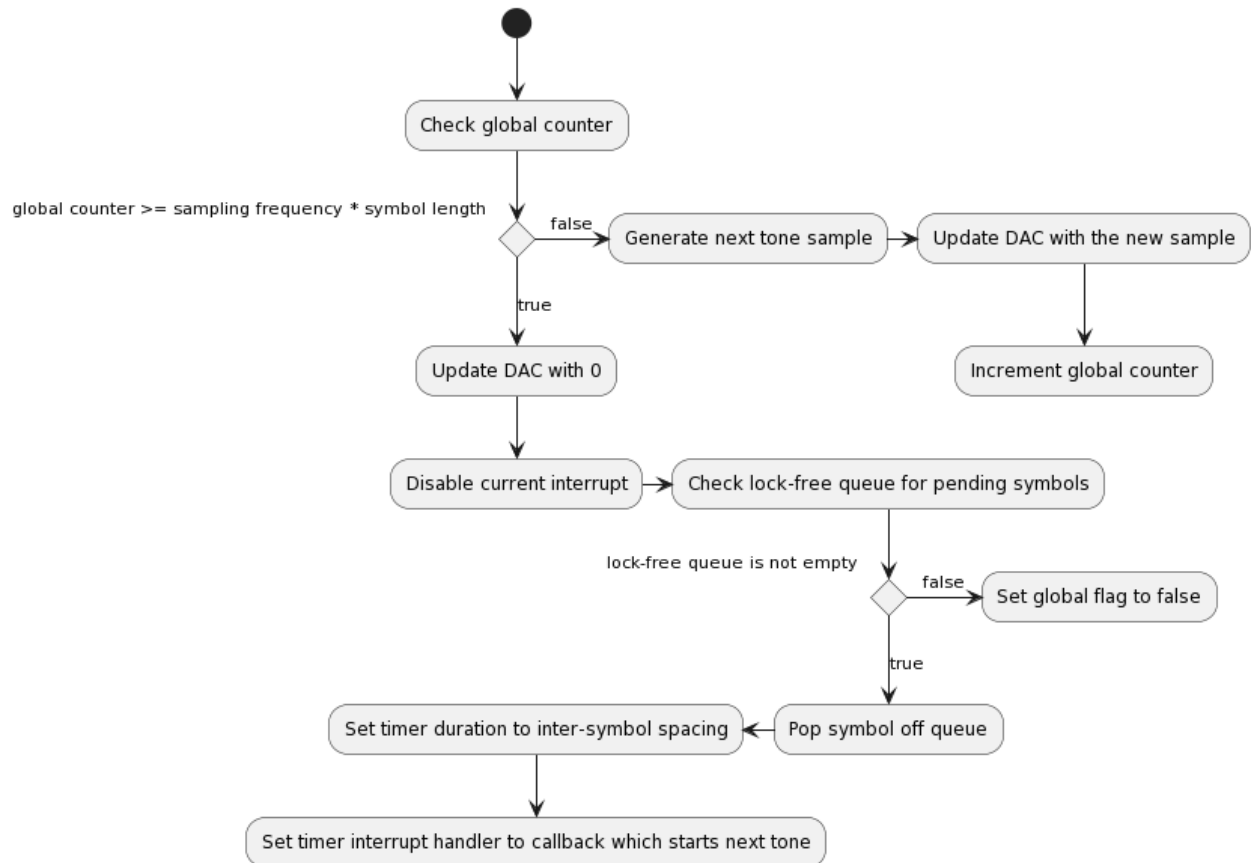 Check global counter
global counter >= sampling frequency * symbol length
false
Generate next tone sample
Update DAC with the new sample
true
Update DAC with 0
Increment global counter
Disable current interrupt
Check lock-free queue for pending symbols
lock-free queue is not empty
false
Set global flag to false
true
Set timer duration to inter-symbol spacing
Pop symbol off queue
Set timer interrupt handler to callback which starts next tone